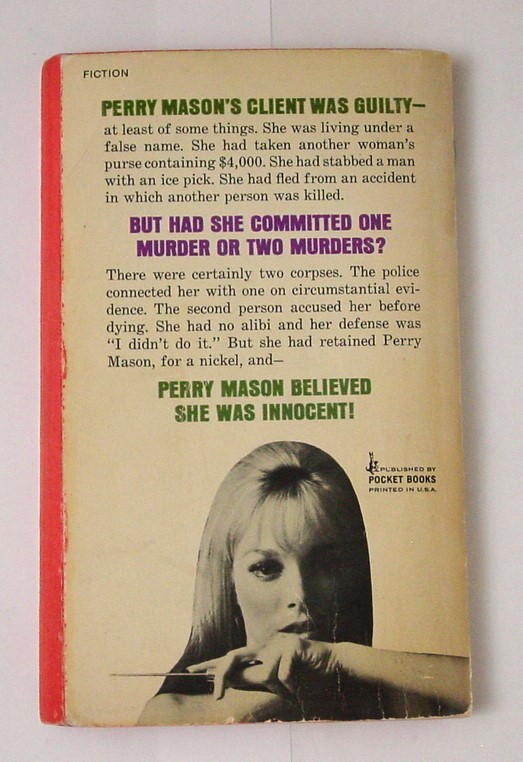 FICTION
PERRY MASON'S CLIENT WAS GUILTY—
at least of some things. She was living under a
false name. She had taken another woman's
purse containing $4,000. She had stabbed a man
with an ice pick. She had fled from an accident
in which another person was killed.
BUT HAD SHE COMMITTED ONE
MURDER OR TWO MURDERS?
There were certainly two corpses. The police
connected her with one on circumstantial evi-
dence. The second person accused her before
dying. She had no alibi and her defense was
“I didn't do it.” But she had retained Perry
Mason, for a nickel, and—
PERRY MASON BELIEVED
SHE WAS INNOCENT!
PUBLISHED BY
POCKET BOOKS
PRINTED IN U.S.A.